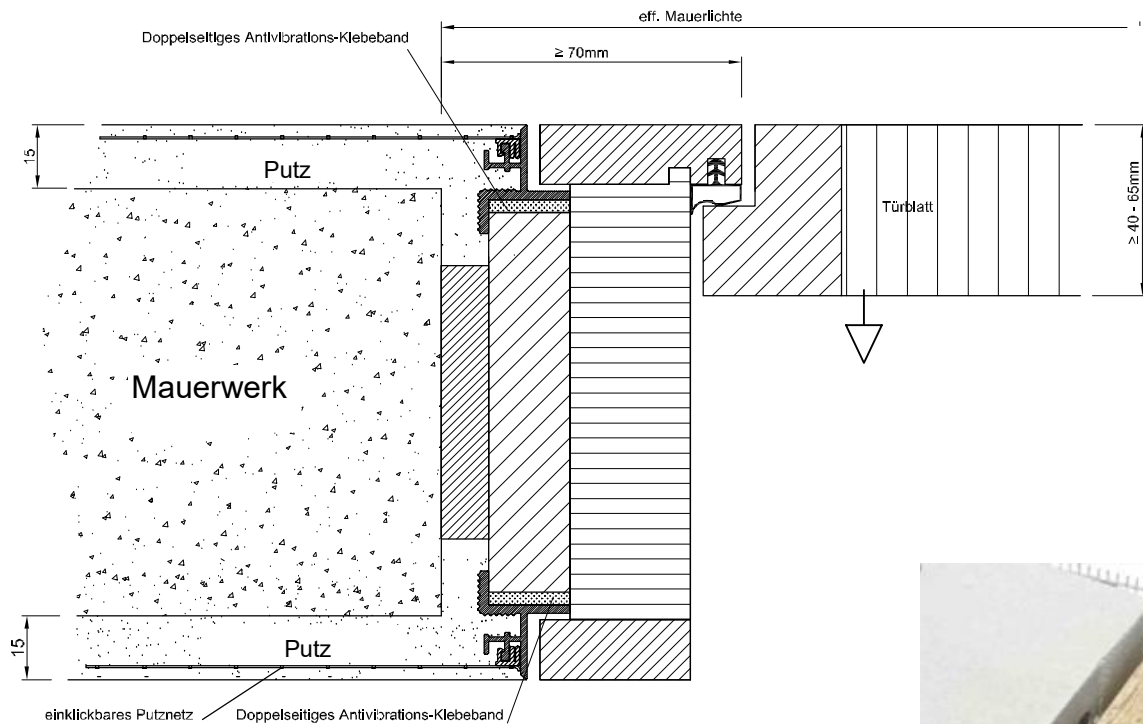 eff. Mauerlichte
Doppelseitiges Antivibrations-Klebeband
≥ 70mm
15
Putz
Türblatt
≥ 40 - 65mm
Mauerwerk
15
Putz
einklickbares Putznetz
Doppelseitiges Antivibrations-Klebeband